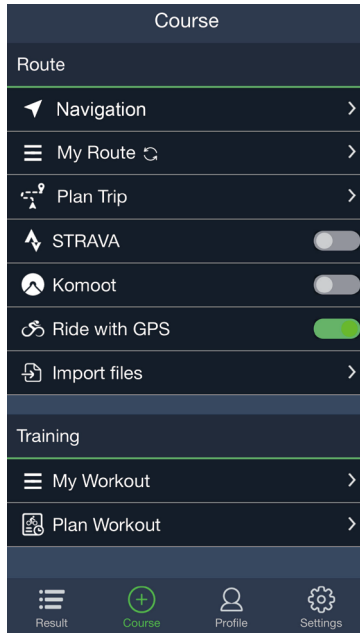 Course
Route
Navigation
My Route
Plan Trip
STRAVA
Komoot
Ride with GPS
Import files
Training
My Workout
Plan Workout
Result
Course
Profile
Settings